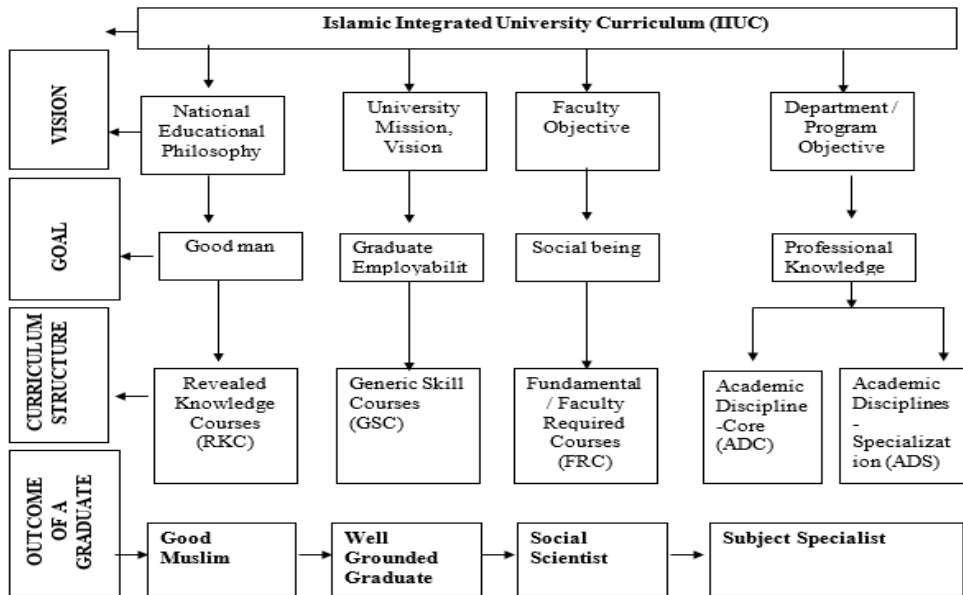 Islamic Integrated University Curriculum (IIUC)
VISION
National
Educational
Philosophy
University
Mission,
Vision
Faculty
Objective
Department /
Program
Objective
GOAL
Good man
Graduate
Employabilit
Social being
Professional
Knowledge
CURRICULUM
STRUCTURE
Revealed
Knowledge
Courses
(RKC)
Generic Skill
Courses
(GSC)
Fundamental
/ Faculty
Required
Courses
(FRC)
Academic
Discipline
-Core
(ADC)
Academic
Disciplines
-
Specializat
ion (ADS)
OUTCOME
OF A
GRADUATE
Good
Muslim
Well
Grounded
Graduate
Social
Scientist
Subject Specialist